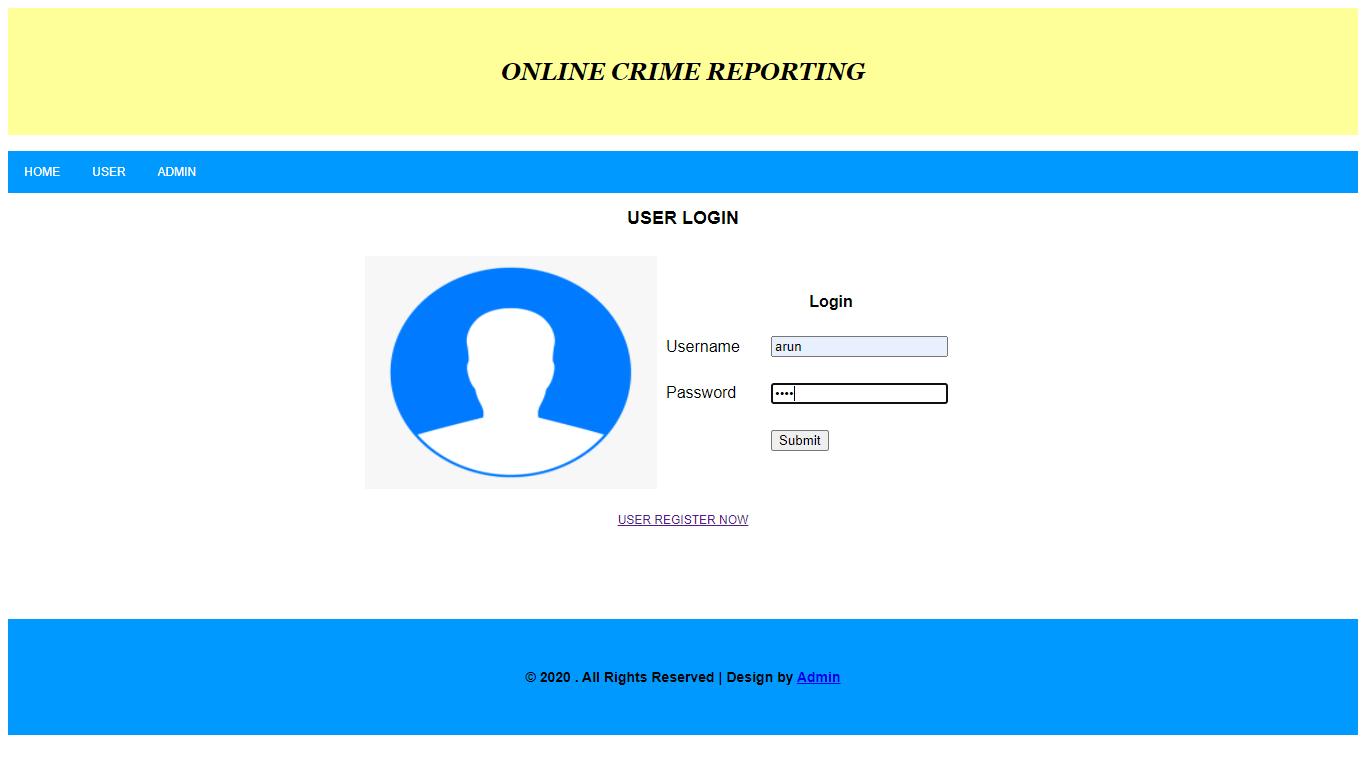 ONLINE CRIME REPORTING
HOME USER ADMIN
USER LOGIN
Login
Username arun
Password ••••
Submit
USER REGISTER NOW
© 2020 . All Rights Reserved | Design by Admin